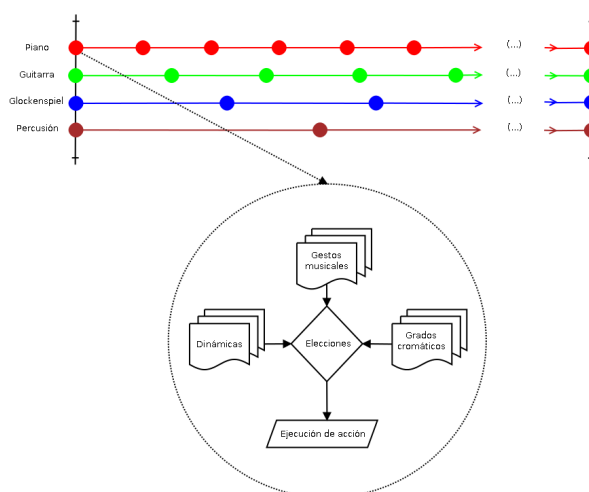 Piano
(...)
Guitarra
(...)
Glockenspiel
(...)
Percusión
(...)
Gestos
musicales
Dinámicas
Elecciones
Grados
cromáticos
Ejecución de acción